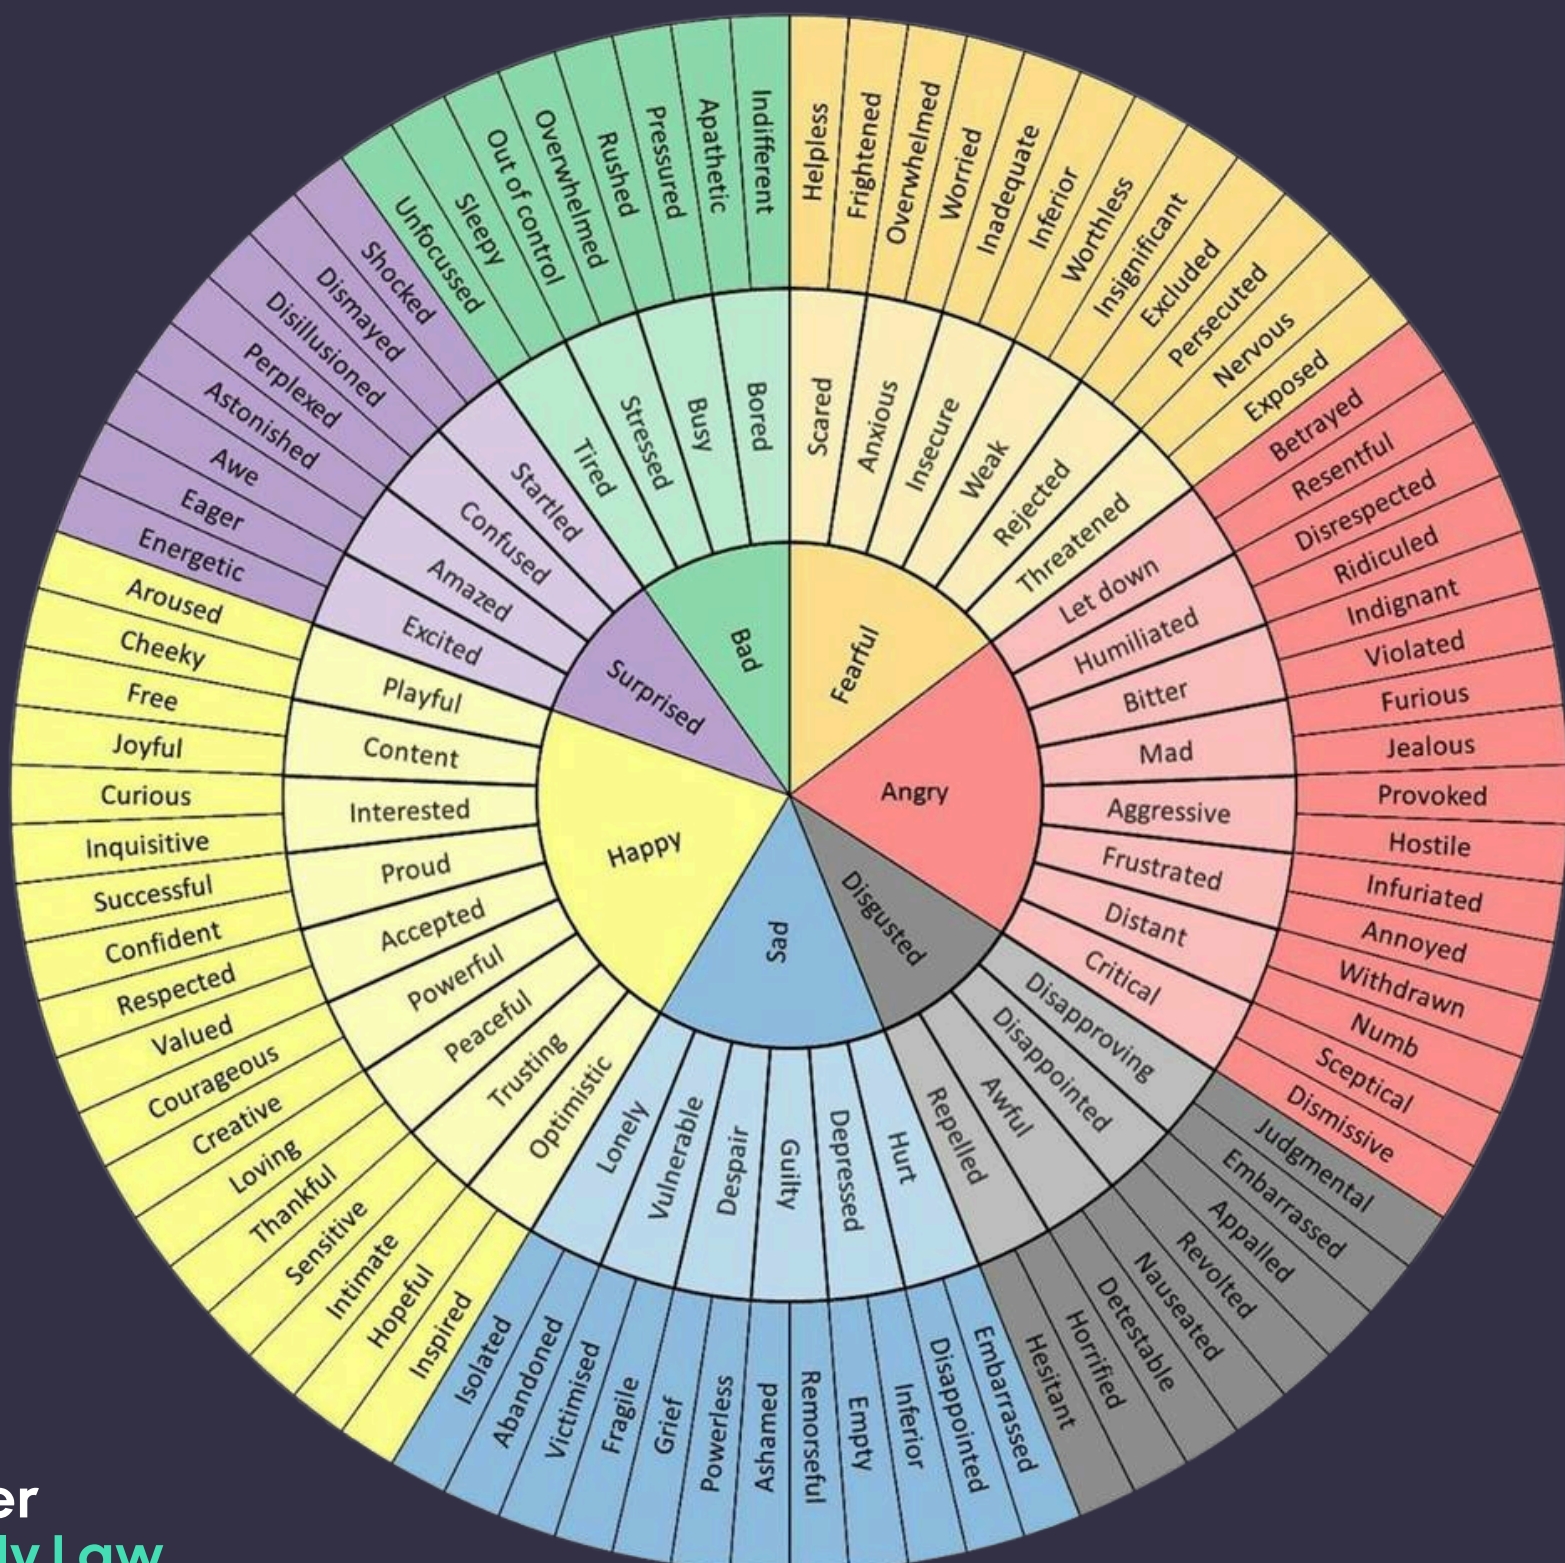 Fearful
Scared
Helpless
Frightened
Anxious
Overwhelmed
Worried
Insecure
Inadequate
Inferior
Weak
Worthless
Insignificant
Rejected
Excluded
Persecuted
Threatened
Nervous
Exposed
Angry
Let down
Betrayed
Resentful
Humiliated
Disrespected
Ridiculed
Bitter
Indignant
Violated
Mad
Furious
Jealous
Aggressive
Provoked
Hostile
Frustrated
Infuriated
Annoyed
Distant
Withdrawn
Numb
Critical
Sceptical
Dismissive
Disgusted
Disapproving
Judgmental
Embarrassed
Disappointed
Appalled
Revolted
Awful
Nauseated
Detestable
Repelled
Horrified
Hesitant
Sad
Hurt
Embarrassed
Disappointed
Depressed
Inferior
Empty
Guilty
Remorseful
Ashamed
Despair
Powerless
Grief
Vulnerable
Fragile
Victimised
Lonely
Abandoned
Isolated
Happy
Optimistic
Inspired
Hopeful
Trusting
Intimate
Sensitive
Peaceful
Thankful
Loving
Powerful
Creative
Courageous
Accepted
Valued
Respected
Proud
Confident
Successful
Interested
Inquisitive
Curious
Content
Joyful
Free
Playful
Cheeky
Aroused
Surprised
Excited
Energetic
Eager
Amazed
Awe
Astonished
Confused
Perplexed
Disillusioned
Startled
Dismayed
Shocked
Bad
Tired
Unfocussed
Sleepy
Stressed
Out of control
Overwhelmed
Busy
Rushed
Pressured
Bored
Apathetic
Indifferent
er
ly Law